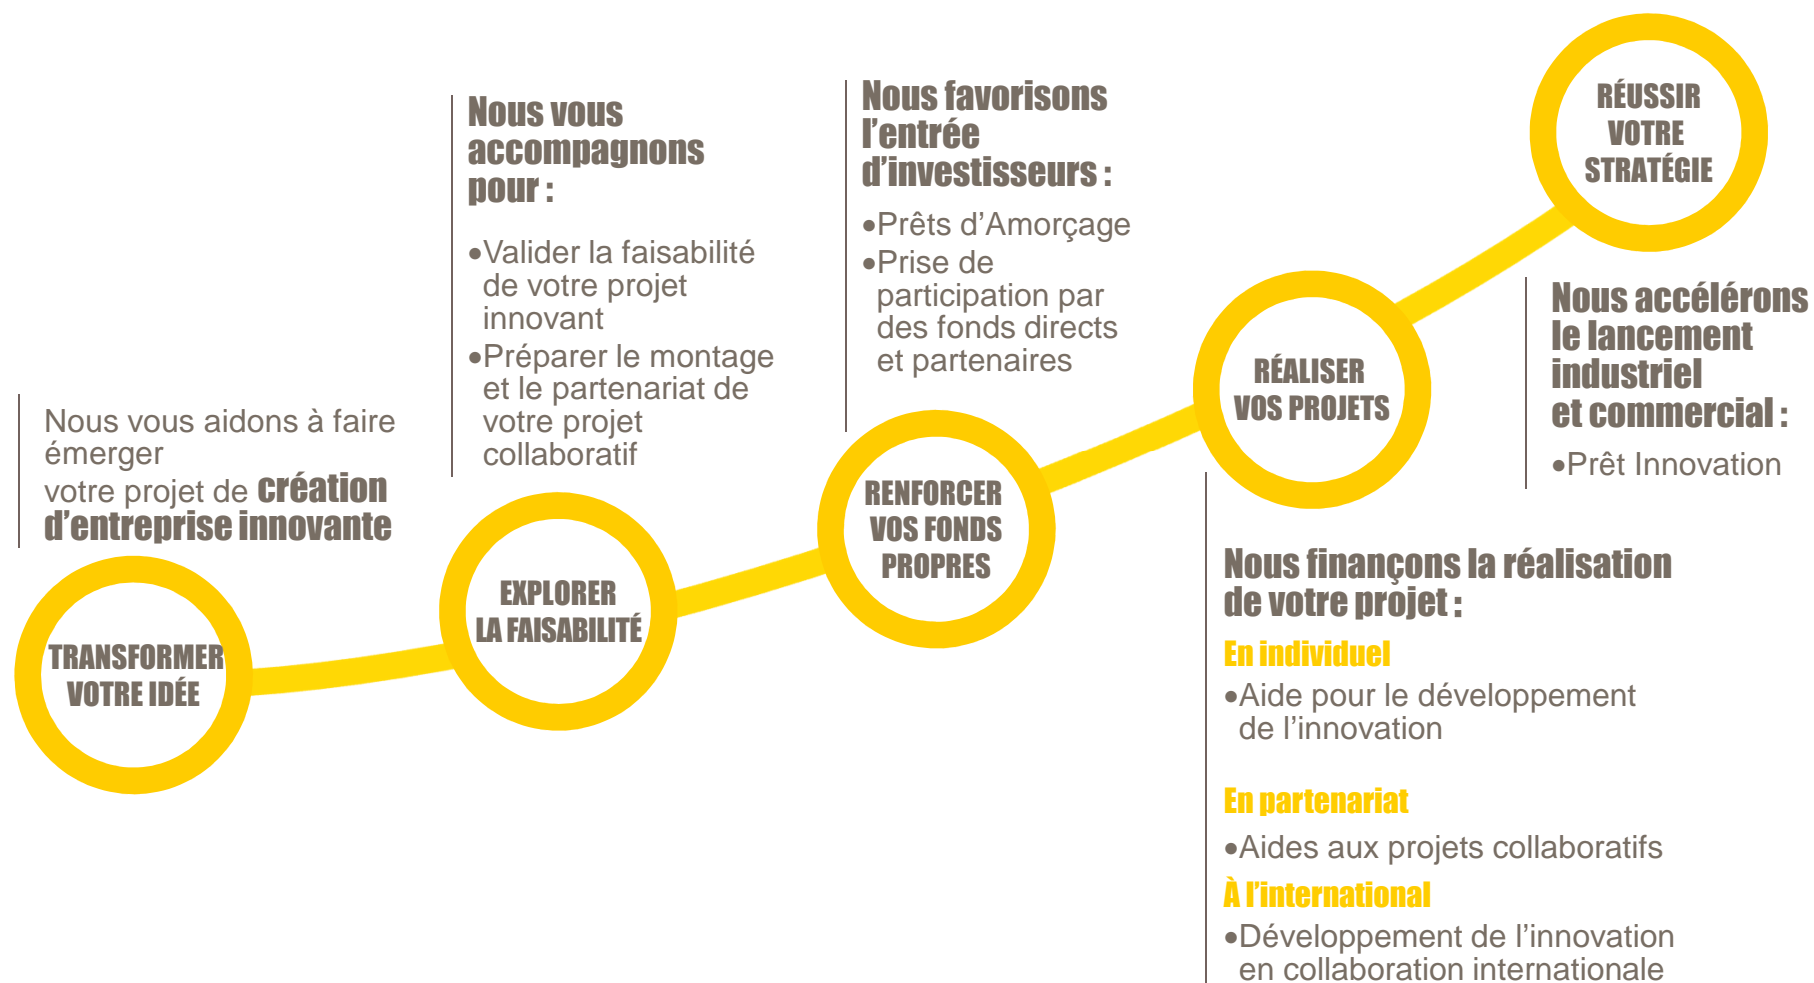 Nous vous aidons à faire
émerger
votre projet de création
d’entreprise innovante
TRANSFORMER
VOTRE IDÉE
Nous vous
accompagnons
pour :
•Valider la faisabilité
de votre projet
innovant
•Préparer le montage
et le partenariat de
votre projet
collaboratif
EXPLORER
LA FAISABILITÉ
Nous favorisons
l’entrée
d’investisseurs :
•Prêts d’Amorçage
•Prise de
participation par
des fonds directs
et partenaires
RENFORCER
VOS FONDS
PROPRES
RÉALISER
VOS PROJETS
Nous finançons la réalisation
de votre projet :
En individuel
•Aide pour le développement
de l’innovation
En partenariat
•Aides aux projets collaboratifs
À l’international
•Développement de l’innovation
en collaboration internationale
RÉUSSIR
VOTRE
STRATÉGIE
Nous accélérons
le lancement
industriel
et commercial :
•Prêt Innovation